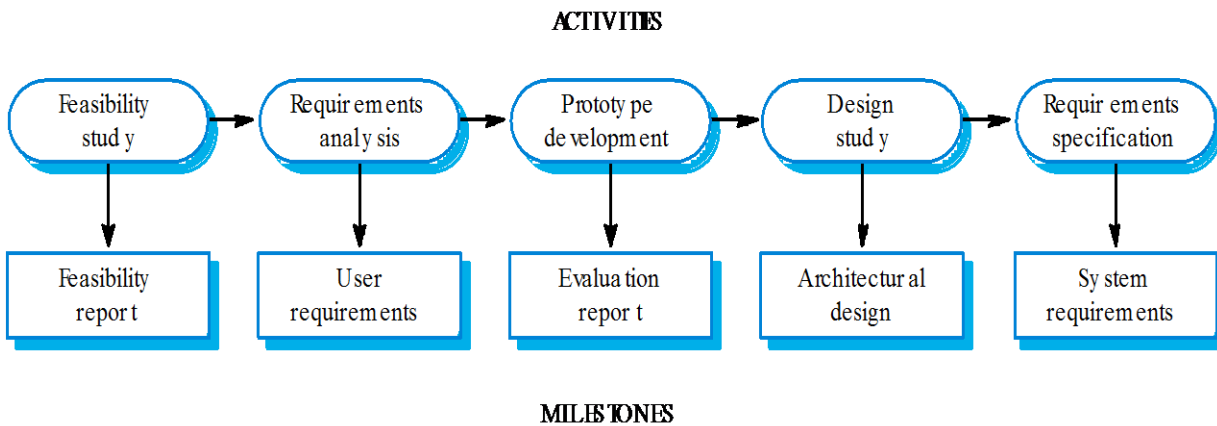 ACTIVITIES
Feasibility
study
Requirements
analysis
Prototype
development
Design
study
Requirements
specification
Feasibility
report
User
requirements
Evaluation
report
Architectural
design
System
requirements
MILESTONES